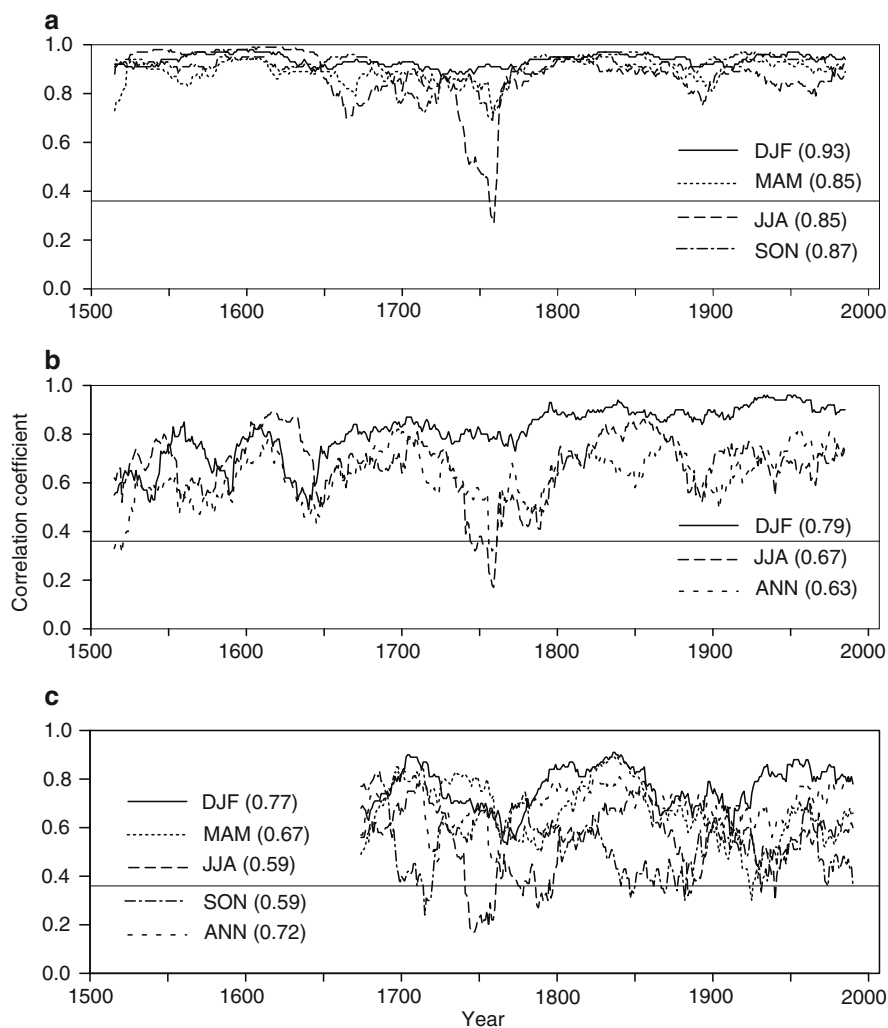 a
1.0
0.8
0.6
0.4
0.2
0.0
DJF (0.93)
MAM (0.85)
JJA (0.85)
SON (0.87)
1500 1600 1700 1800 1900 2000
b
1.0
0.8
0.6
0.4
0.2
0.0
Correlation coefficient
DJF (0.79)
JJA (0.67)
ANN (0.63)
1500 1600 1700 1800 1900 2000
c
1.0
0.8
0.6
0.4
0.2
0.0
DJF (0.77)
MAM (0.67)
JJA (0.59)
SON (0.59)
ANN (0.72)
1500 1600 1700 1800 1900 2000
Year